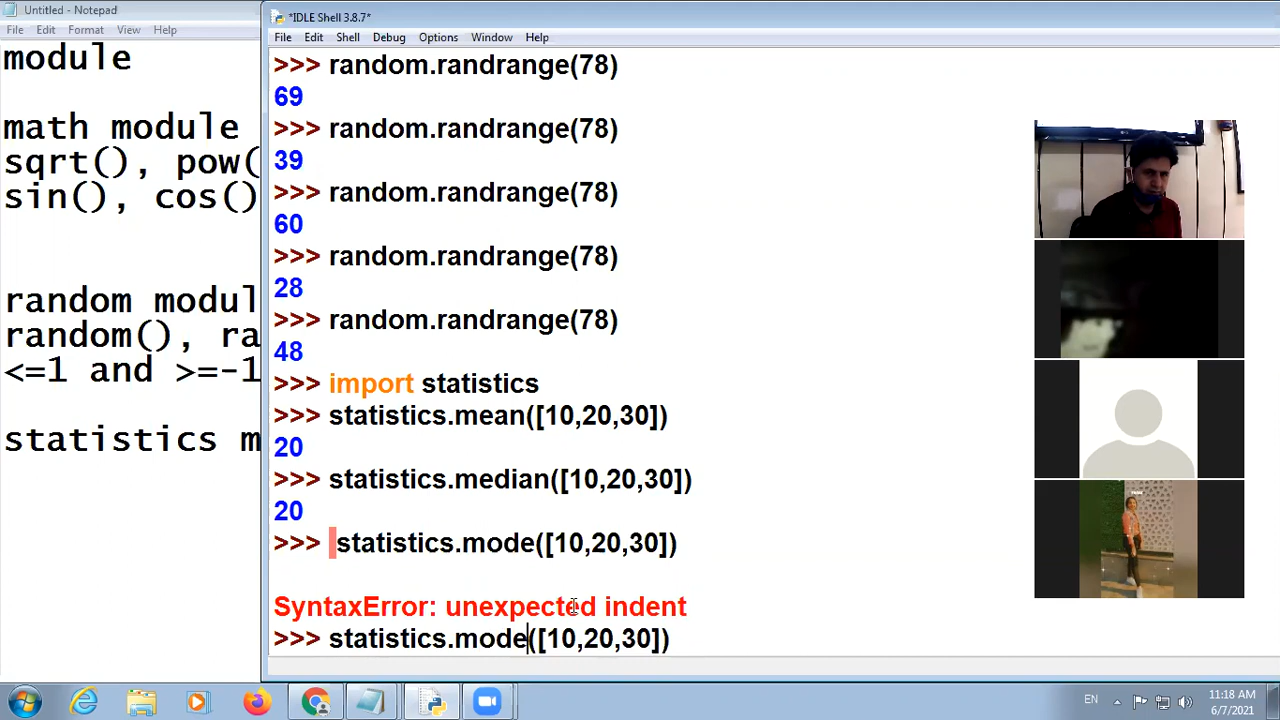 Untitled - Notepad
File Edit Format View Help
module
math module
sqrt(), pow(
sin(), cos()
random modul
random(), ra
<=1 and >=-1
statistics m
*IDLE Shell 3.8.7*
File Edit Shell Debug Options Window Help
>>> random.randrange(78)
69
>>> random.randrange(78)
39
>>> random.randrange(78)
60
>>> random.randrange(78)
28
>>> random.randrange(78)
48
>>> import statistics
>>> statistics.mean([10,20,30])
20
>>> statistics.median([10,20,30])
20
>>> statistics.mode([10,20,30])
SyntaxError: unexpected indent
>>> statistics.mode([10,20,30])
EN
11:18 AM
6/7/2021